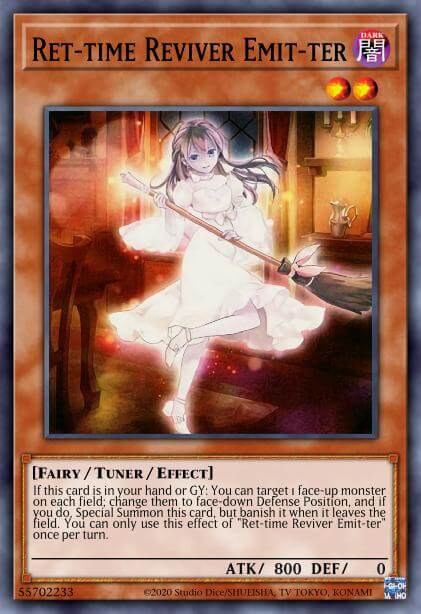 RET-TIME REVIVER EMIT-TER
DARK
闇
[FAIRY / TUNER / EFFECT]
If this card is in your hand or GY: You can target 1 face-up monster
on each field; change them to face-down Defense Position, and if
you do, Special Summon this card, but banish it when it leaves the
field. You can only use this effect of "Ret-time Reviver Emit-ter"
once per turn.
ATK/ 800 DEF/ 0
55702233 ©2020 Studio Dice/SHUEISHA, TV TOKYO, KONAMI